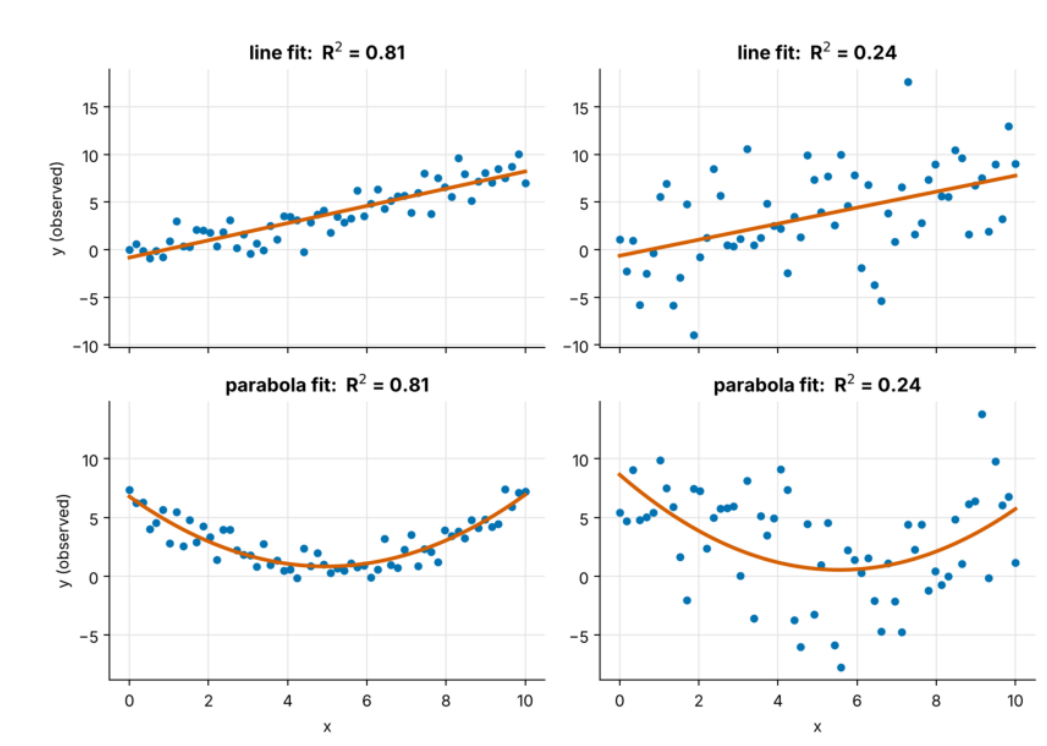 line fit: R² = 0.81
line fit: R² = 0.24
15
10
5
0
−5
−10
y (observed)
15
10
5
0
−5
−10
parabola fit: R² = 0.81
parabola fit: R² = 0.24
10
5
0
−5
y (observed)
0 2 4 6 8 10
x
10
5
0
−5
0 2 4 6 8 10
x